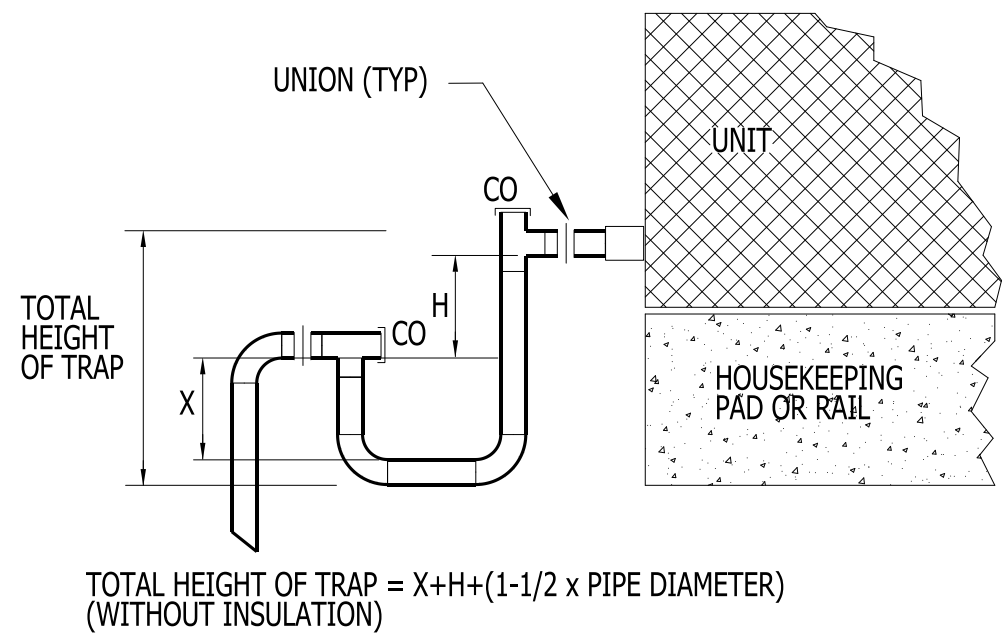 UNION (TYP)
UNIT
CO
TOTAL
HEIGHT
OF TRAP
H
CO
X
HOUSEKEEPING
PAD OR RAIL
TOTAL HEIGHT OF TRAP = X+H+(1-1/2 x PIPE DIAMETER)
(WITHOUT INSULATION)